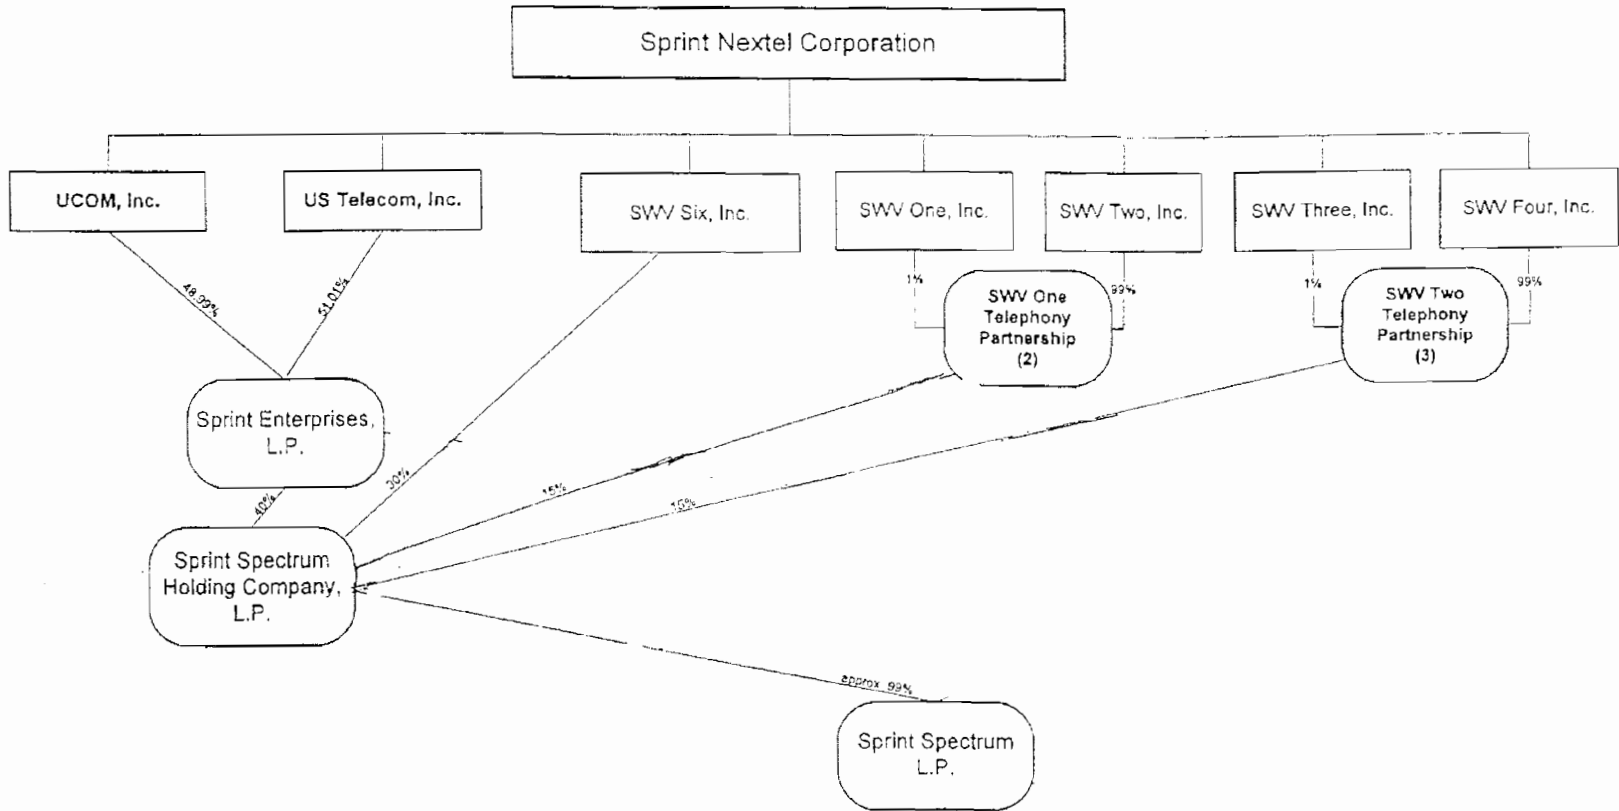 Sprint Nextel Corporation
UCOM, Inc.
US Telecom, Inc.
SWV Six, Inc.
SWV One, Inc.
SWV Two, Inc.
SWV Three, Inc.
SWV Four, Inc.
48.99%
51.01%
1%
99%
1%
99%
SWV One
Telephony
Partnership
(2)
SWV Two
Telephony
Partnership
(3)
Sprint Enterprises,
L.P.
40%
30%
15%
15%
Sprint Spectrum
Holding Company,
L.P.
approx 99%
Sprint Spectrum
L.P.